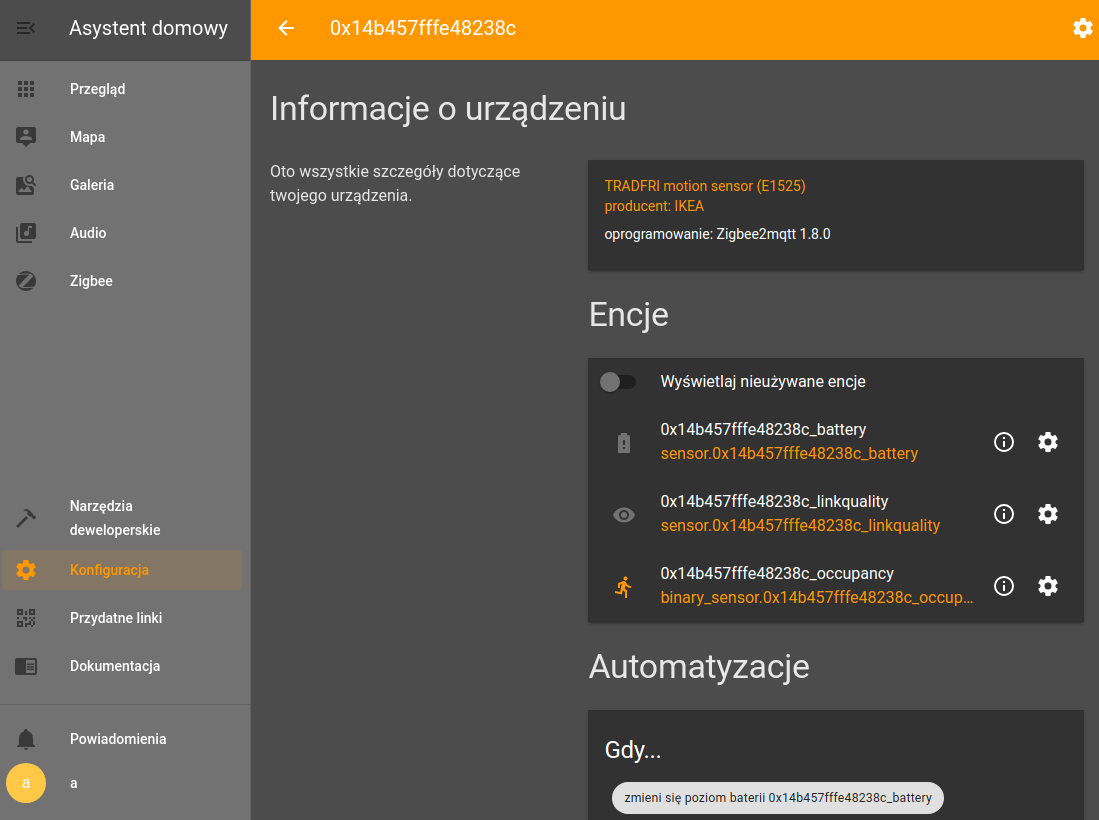 Asystent domowy
Przegląd
Mapa
Galeria
Audio
Zigbee
Narzędzia
deweloperskie
Konfiguracja
Przydatne linki
Dokumentacja
Powiadomienia
a
a
0x14b457fffe48238c
Informacje o urządzeniu
Oto wszystkie szczegóły dotyczące
twojego urządzenia.
TRADFRI motion sensor (E1525)
producent: IKEA
oprogramowanie: Zigbee2mqtt 1.8.0
Encje
Wyświetlaj nieużywane encje
0x14b457fffe48238c_battery
sensor.0x14b457fffe48238c_battery
0x14b457fffe48238c_linkquality
sensor.0x14b457fffe48238c_linkquality
0x14b457fffe48238c_occupancy
binary_sensor.0x14b457fffe48238c_occup...
Automatyzacje
Gdy...
zmieni się poziom baterii 0x14b457fffe48238c_battery